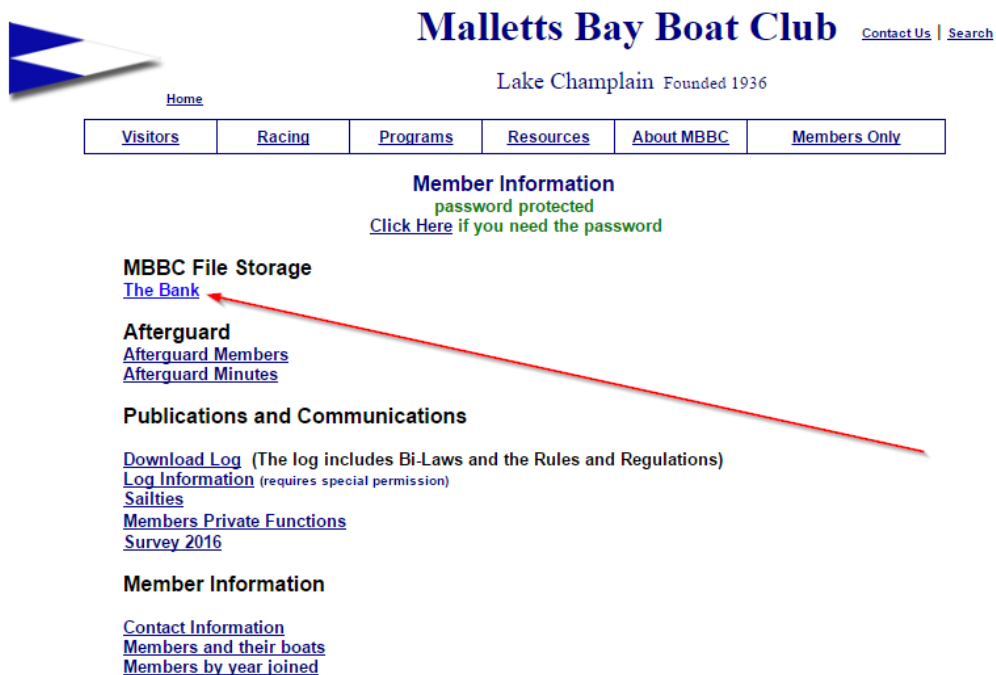 Malletts Bay Boat Club
Contact Us | Search
Lake Champlain Founded 1936
Home
Visitors Racing Programs Resources About MBBC Members Only
Member Information
password protected
Click Here if you need the password
MBBC File Storage
The Bank
Afterguard
Afterguard Members
Afterguard Minutes
Publications and Communications
Download Log (The log includes Bi-Laws and the Rules and Regulations)
Log Information (requires special permission)
Sailties
Members Private Functions
Survey 2016
Member Information
Contact Information
Members and their boats
Members by year joined